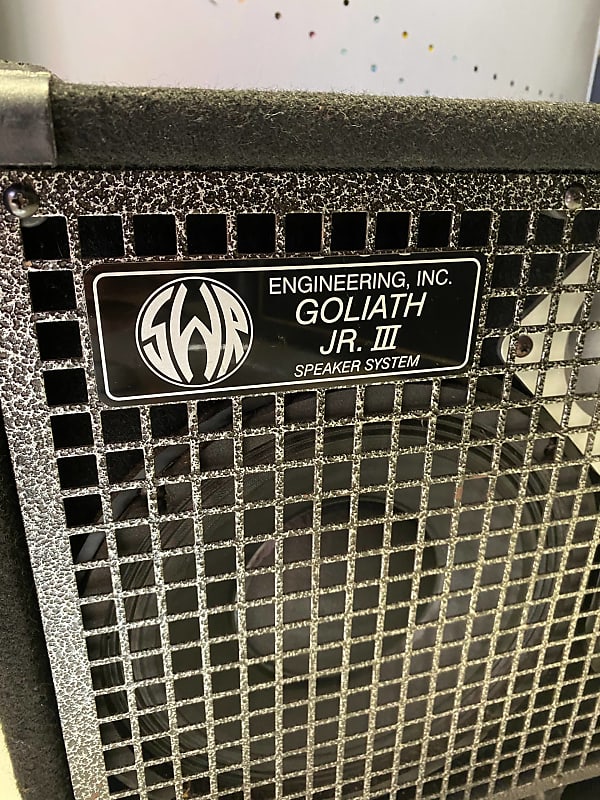 SWR
ENGINEERING, INC.
GOLIATH
JR. III
SPEAKER SYSTEM